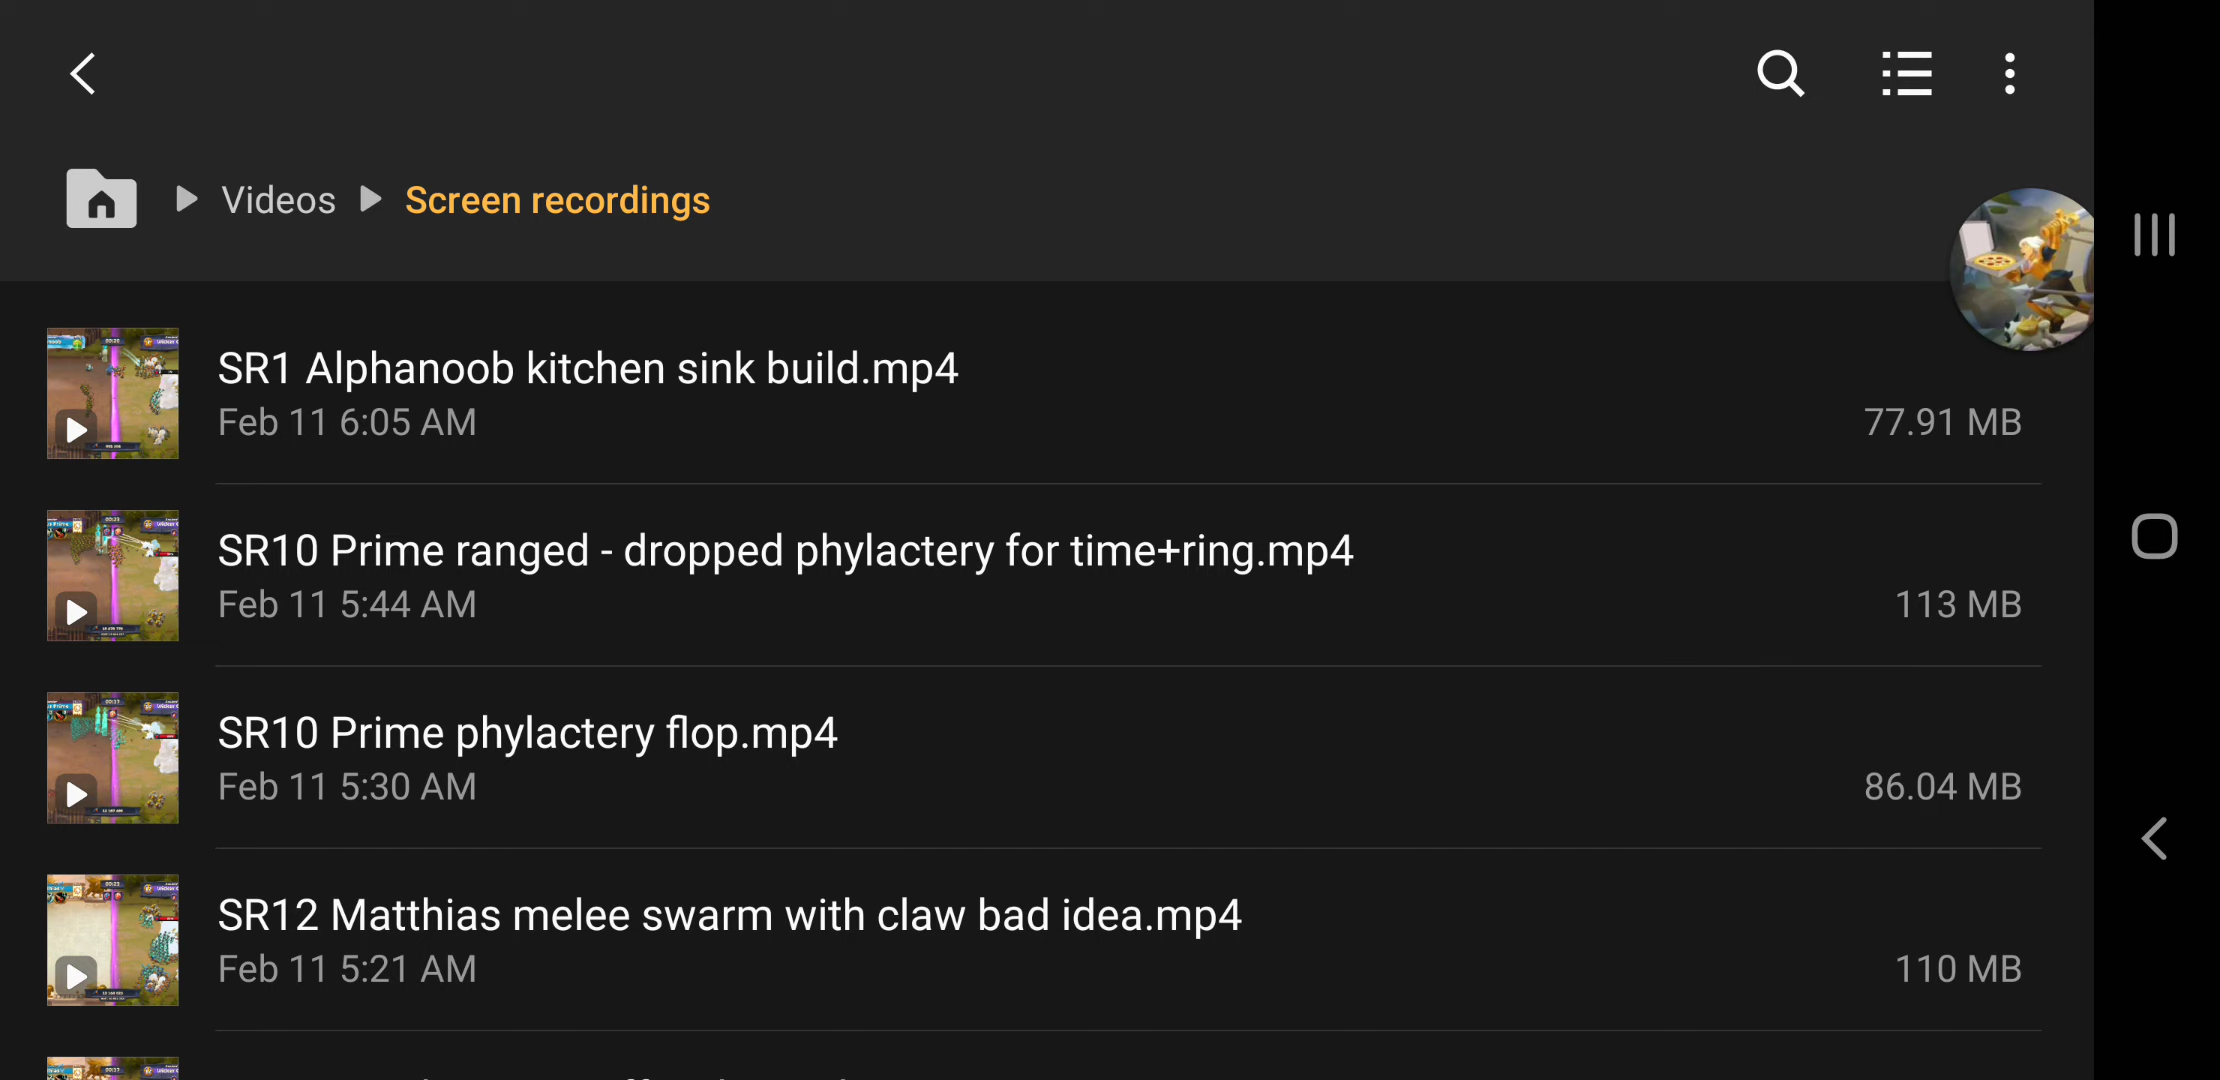 Videos Screen recordings
SR1 Alphanoob kitchen sink build.mp4
Feb 11 6:05 AM
77.91 MB
SR10 Prime ranged - dropped phylactery for time+ring.mp4
Feb 11 5:44 AM
113 MB
SR10 Prime phylactery flop.mp4
Feb 11 5:30 AM
86.04 MB
SR12 Matthias melee swarm with claw bad idea.mp4
Feb 11 5:21 AM
110 MB